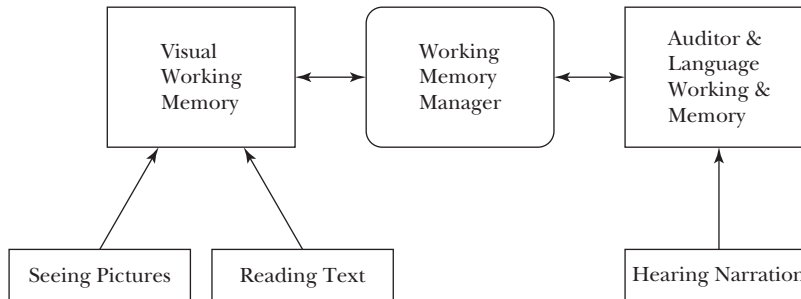 Visual
Working
Memory
Working
Memory
Manager
Auditor &
Language
Working &
Memory
Seeing Pictures
Reading Text
Hearing Narration